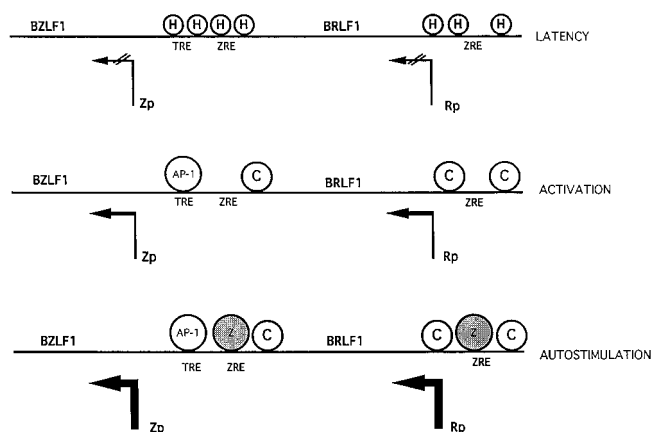 BZLF1 H H H H BRLF1 H H H
TRE ZRE ZRE LATENCY
Zp Rp
BZLF1 AP-1 C BRLF1 C C
TRE ZRE ZRE ACTIVATION
Zp Rp
BZLF1 AP-1 Z C BRLF1 C Z C
TRE ZRE ZRE AUTOSTIMULATION
Zp Rp